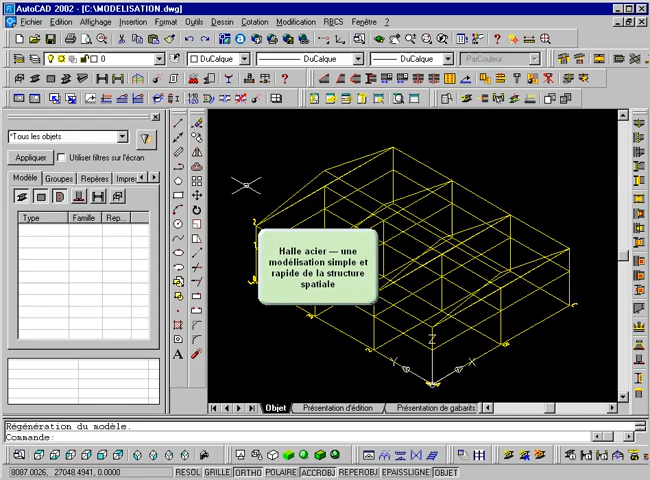 AutoCAD 2002 - [C:\MODELISATION.dwg]
Fichier Edition Affichage Insertion Format Outils Dessin Cotation Modification RBCS Fenêtre ?
0 DuCalque DuCalque DuCalque ParCouleur
*Tous les objets
Appliquer Utiliser filtres sur l'écran
Modèle Groupes Repères Impre
Type Famille Rep...
Halle acier — une
modélisation simple et
rapide de la structure
spatiale
Z
Y X
A
Objet Présentation d'édition Présentation de gabarits
Régénération du modèle.
Commande:
8087.0026, 27048.4941, 0.0000 RESOL GRILLE ORTHO POLAIRE ACCROBJ REPEROBJ EPAISLIGNE OBJET